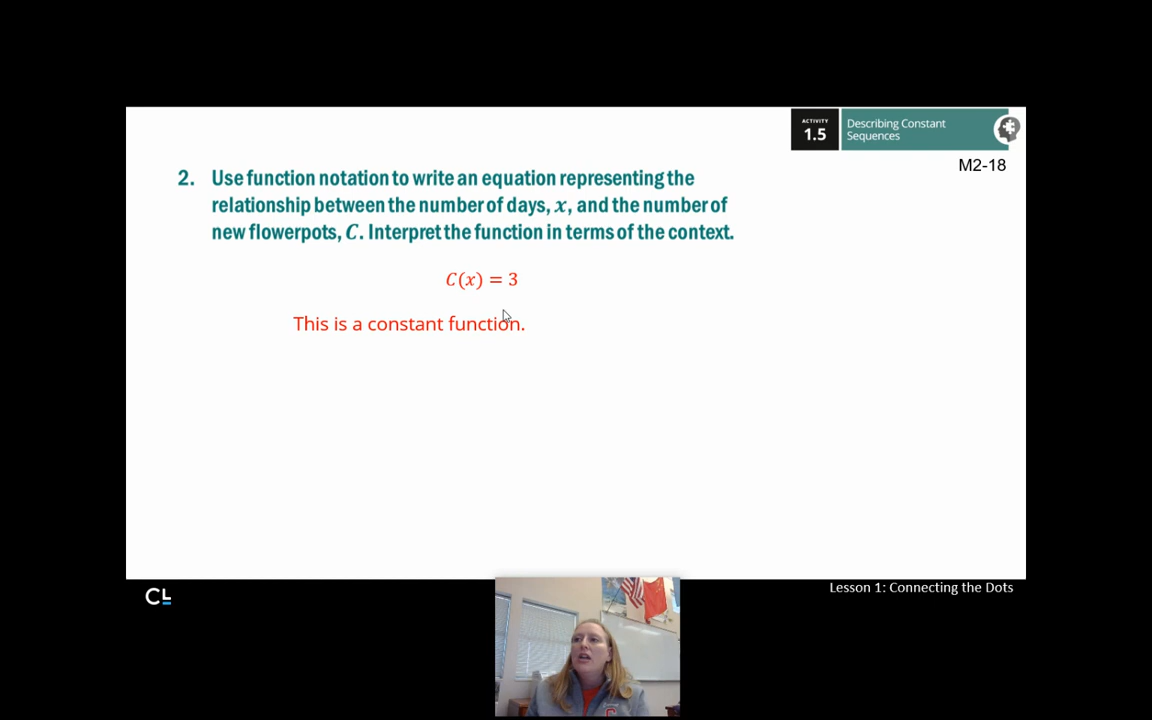 ACTIVITY
1.5
Describing Constant
Sequences
M2-18
2. Use function notation to write an equation representing the
relationship between the number of days, x, and the number of
new flowerpots, C. Interpret the function in terms of the context.
C(x) = 3
This is a constant function.
CL
Lesson 1: Connecting the Dots